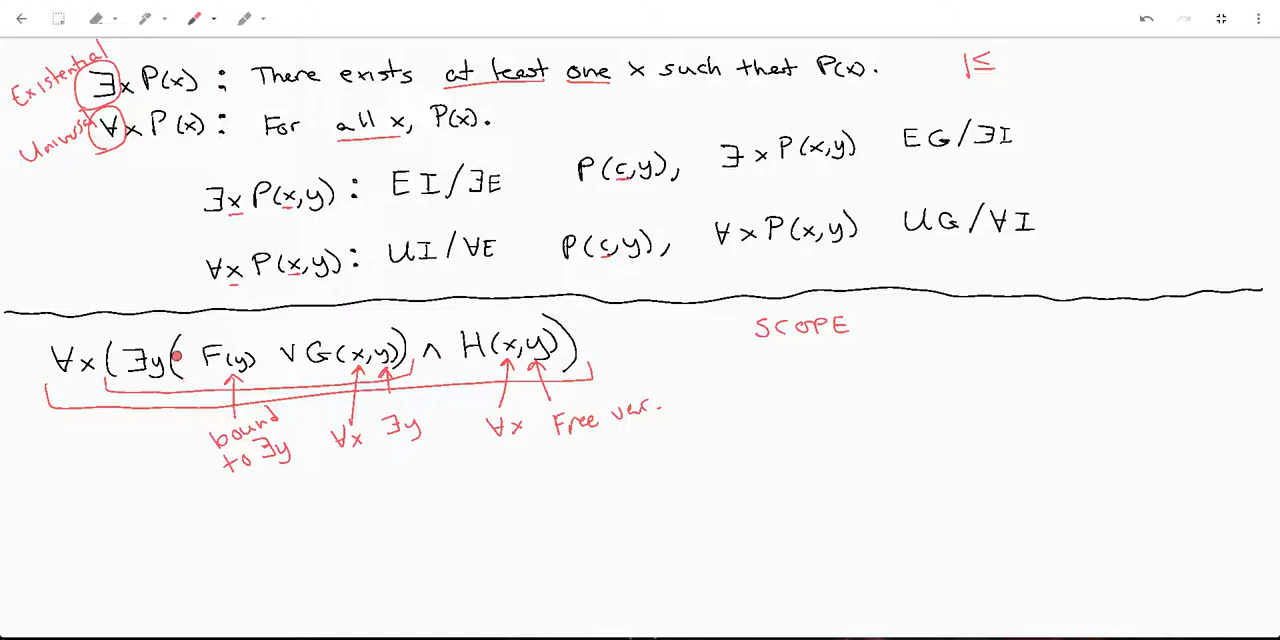 Existential
∃x P(x) : There exists at least one x such that P(x).
1≤
Universal
∀x P(x) : For all x, P(x).
∃x P(x,y) : EI/∃E P(c,y), ∃x P(x,y) EG/∃I
∀x P(x,y) : UI/∀E P(c,y), ∀x P(x,y) UG/∀I
SCOPE
∀x(∃y( F(y) ∨ G(x,y)) ∧ H(x,y))
bound to ∃y
∀x
∃y
∀x
Free var.